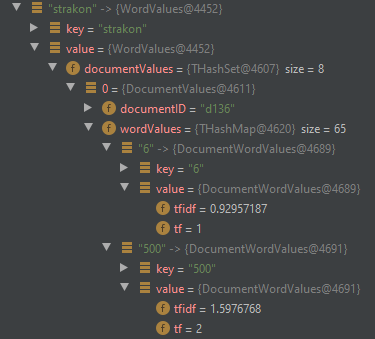 "strakon" -> {WordValues@4452}
key = "strakon"
value = {WordValues@4452}
f documentValues = {THashSet@4607} size = 8
0 = {DocumentValues@4611}
f documentID = "d136"
f wordValues = {THashMap@4620} size = 65
"6" -> {DocumentWordValues@4689}
key = "6"
value = {DocumentWordValues@4689}
f tfidf = 0.92957187
f tf = 1
"500" -> {DocumentWordValues@4691}
key = "500"
value = {DocumentWordValues@4691}
f tfidf = 1.5976768
f tf = 2